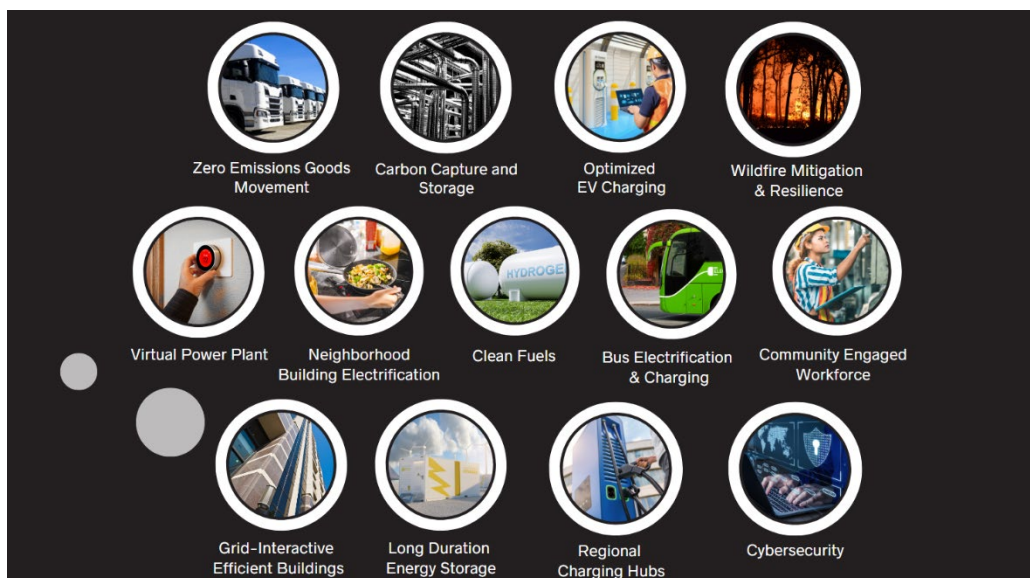 Zero Emissions Goods
Movement
Carbon Capture and
Storage
Optimized
EV Charging
Wildfire Mitigation
& Resilience
HYDROGE
Virtual Power Plant
Neighborhood
Building Electrification
Clean Fuels
Bus Electrification
& Charging
Community Engaged
Workforce
Grid-Interactive
Efficient Buildings
Long Duration
Energy Storage
Regional
Charging Hubs
Cybersecurity